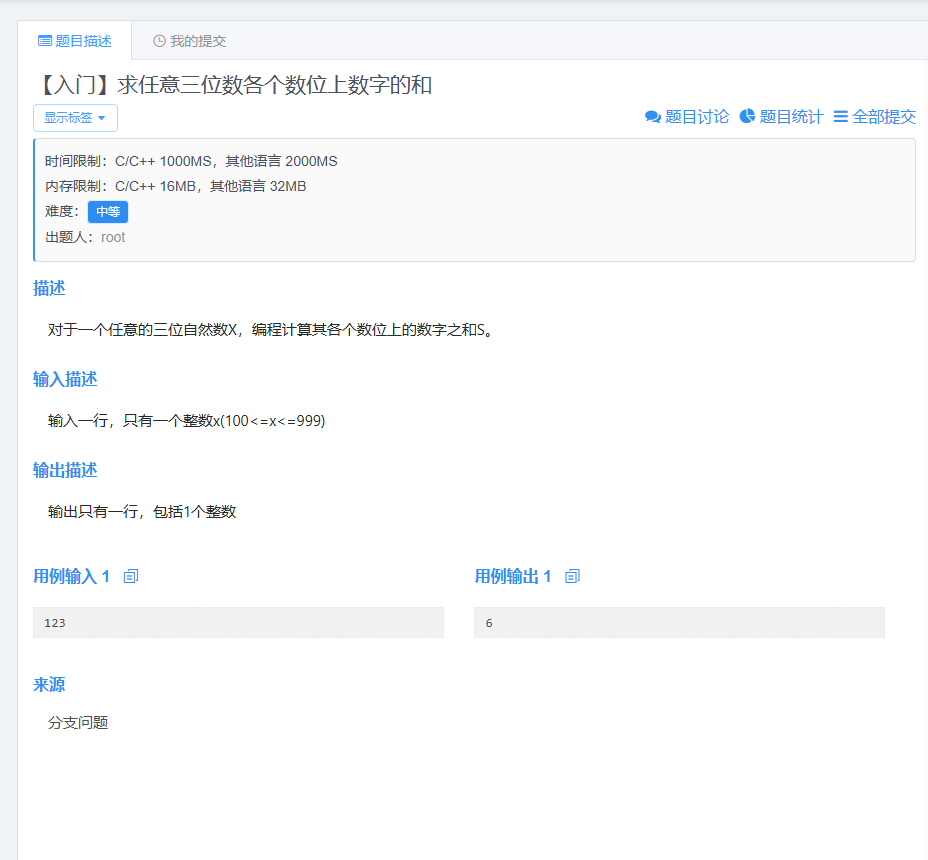 题目描述 我的提交
【入门】求任意三位数各个数位上数字的和
显示标签 题目讨论 题目统计 全部提交
时间限制：C/C++ 1000MS，其他语言 2000MS
内存限制：C/C++ 16MB，其他语言 32MB
难度： 中等
出题人：root
描述
对于一个任意的三位自然数X，编程计算其各个数位上的数字之和S。
输入描述
输入一行，只有一个整数x(100<=x<=999)
输出描述
输出只有一行，包括1个整数
用例输入 1 用例输出 1
123 6
来源
分支问题